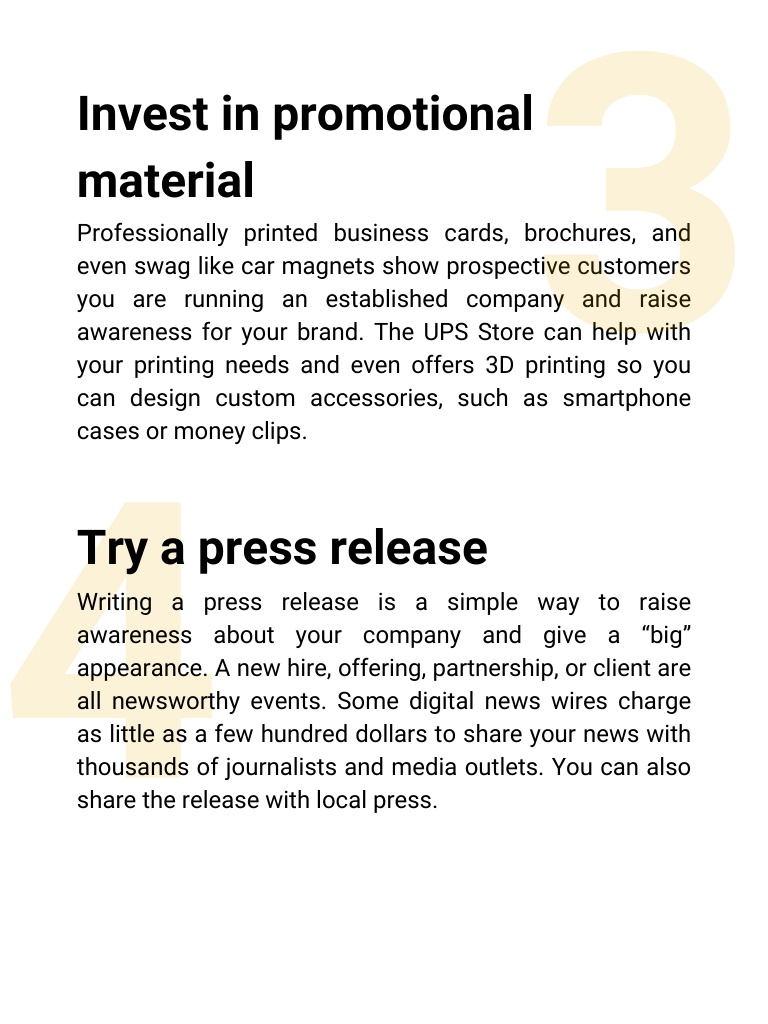 3
Invest in promotional
material
Professionally printed business cards, brochures, and
even swag like car magnets show prospective customers
you are running an established company and raise
awareness for your brand. The UPS Store can help with
your printing needs and even offers 3D printing so you
can design custom accessories, such as smartphone
cases or money clips.
4
Try a press release
Writing a press release is a simple way to raise
awareness about your company and give a “big”
appearance. A new hire, offering, partnership, or client are
all newsworthy events. Some digital news wires charge
as little as a few hundred dollars to share your news with
thousands of journalists and media outlets. You can also
share the release with local press.